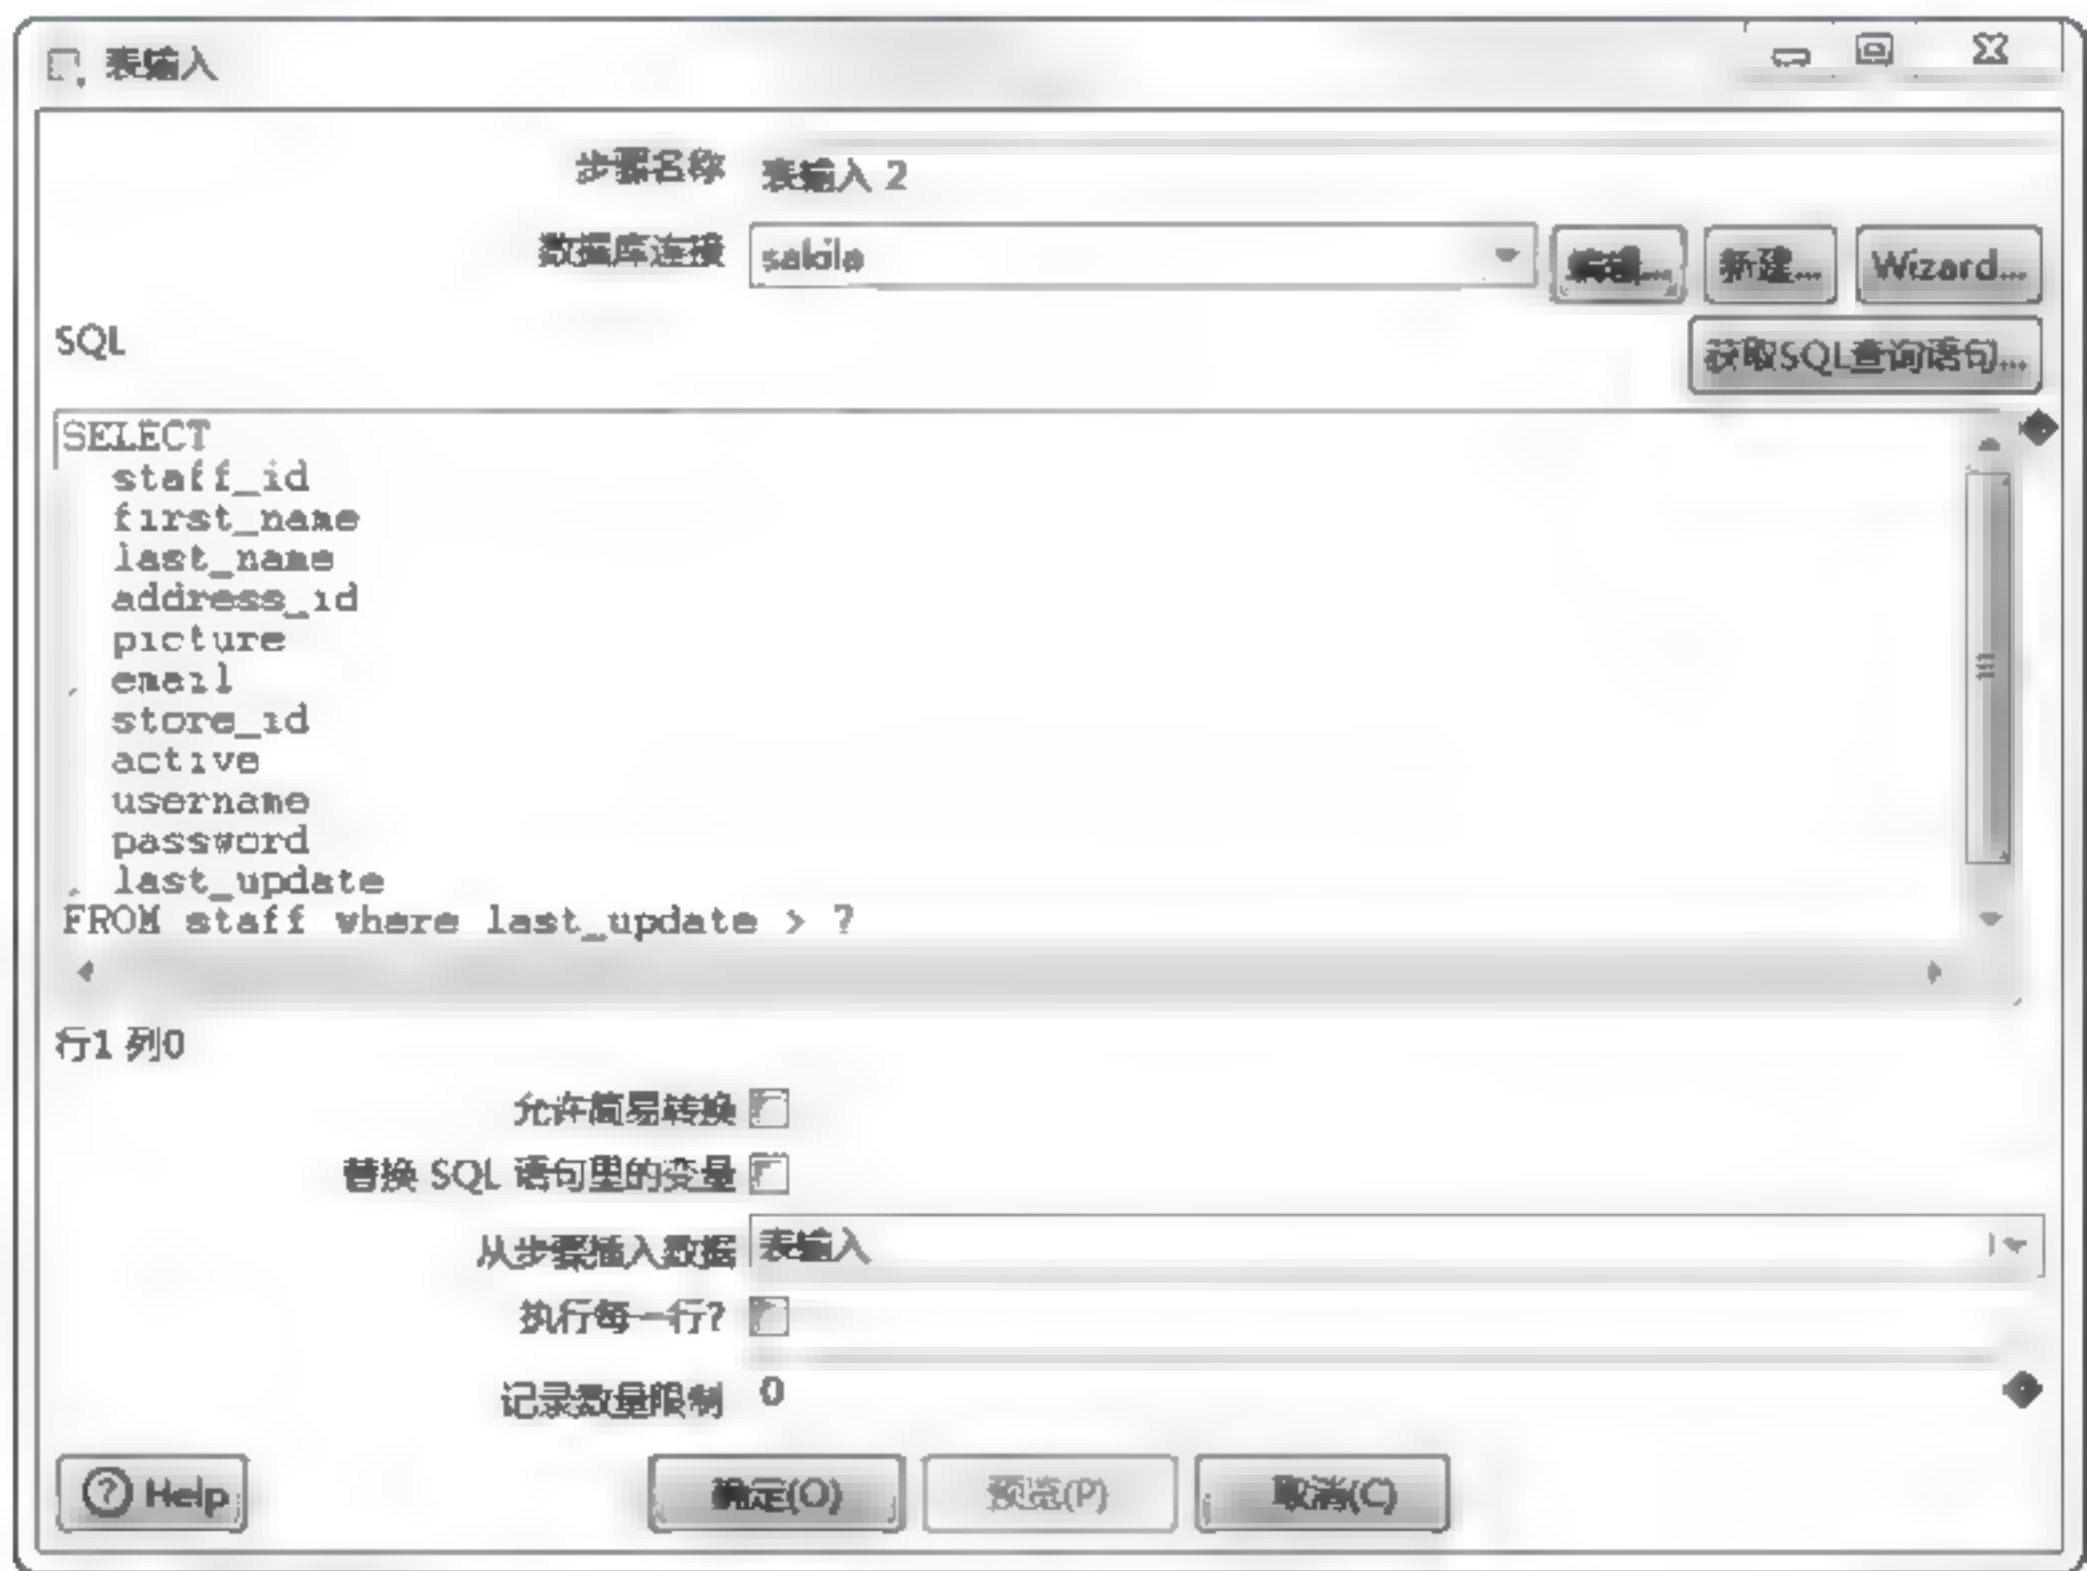 表输入
步骤名称 表输入 2
数据库连接 sakila 编辑... 新建... Wizard...
SQL 获取SQL查询语句...
SELECT
staff_id
first_name
last_name
address_id
picture
email
store_id
active
username
password
last_update
FROM staff where last_update > ?
行1 列0
允许简易转换
替换 SQL 语句里的变量
从步骤插入数据 表输入
执行每一行?
记录数量限制 0
Help 确定(O) 预览(P) 取消(C)